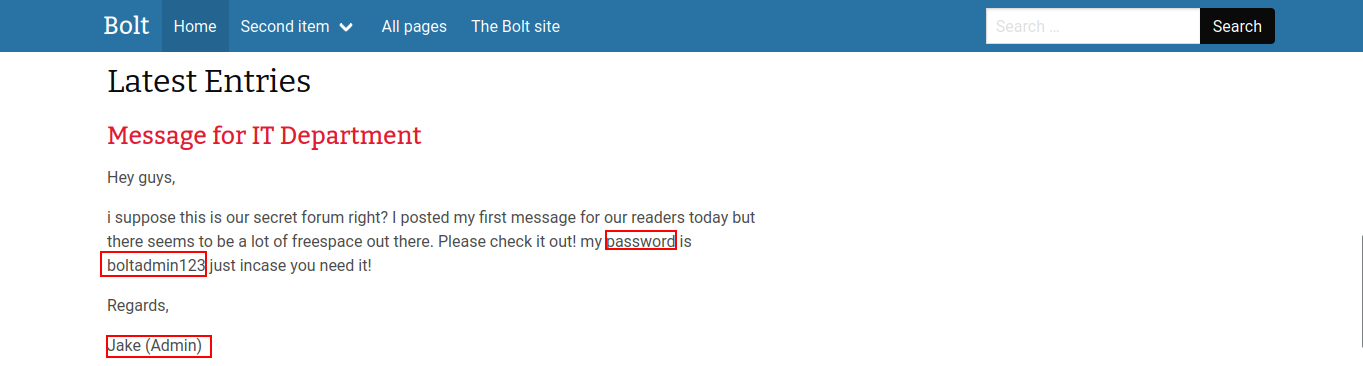 Bolt Home Second item All pages The Bolt site Search ... Search
Latest Entries
Message for IT Department
Hey guys,
i suppose this is our secret forum right? I posted my first message for our readers today but
there seems to be a lot of freespace out there. Please check it out! my password is
boltadmin123 just incase you need it!
Regards,
Jake (Admin)